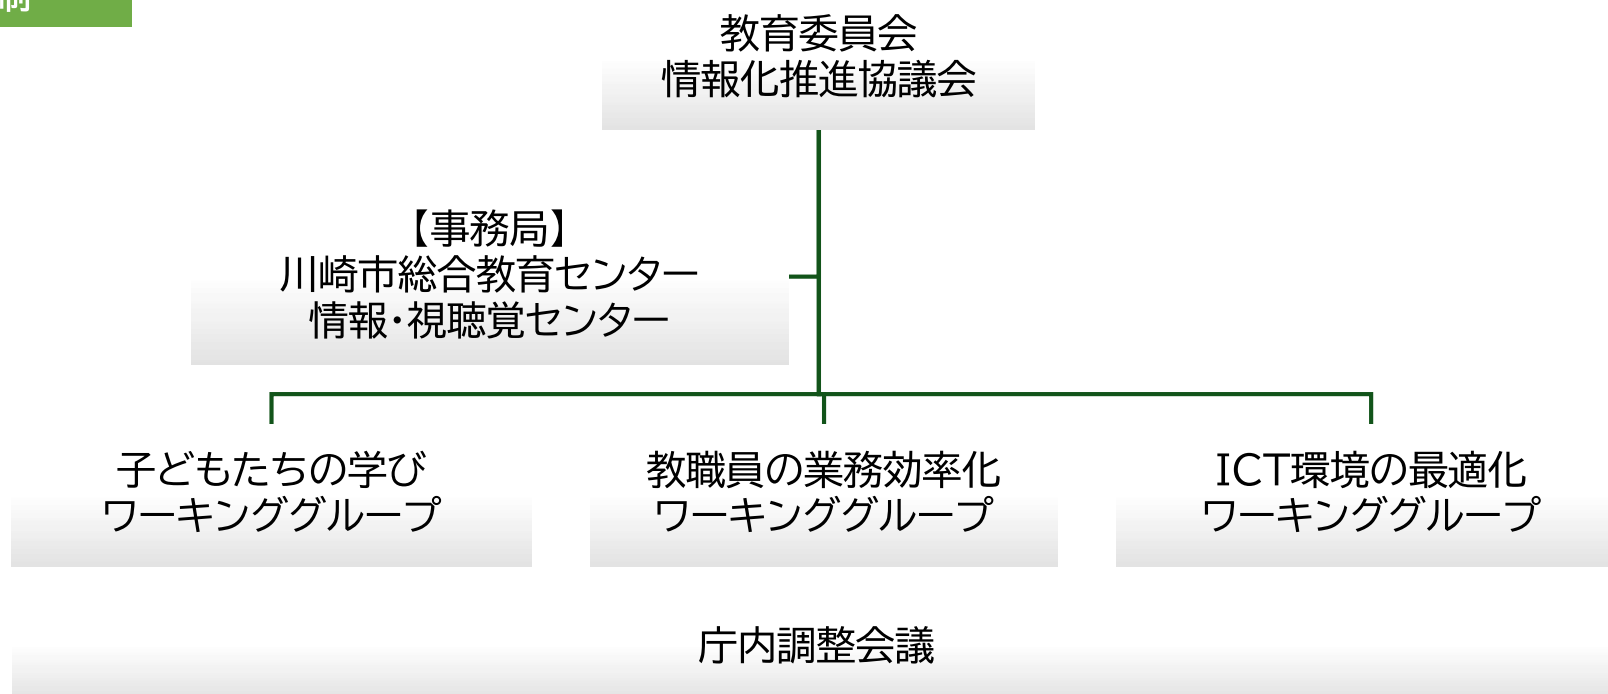 教育委員会
情報化推進協議会
【事務局】
川崎市総合教育センター
情報・視聴覚センター
子どもたちの学び
ワーキンググループ
教職員の業務効率化
ワーキンググループ
ICT環境の最適化
ワーキンググループ
庁内調整会議